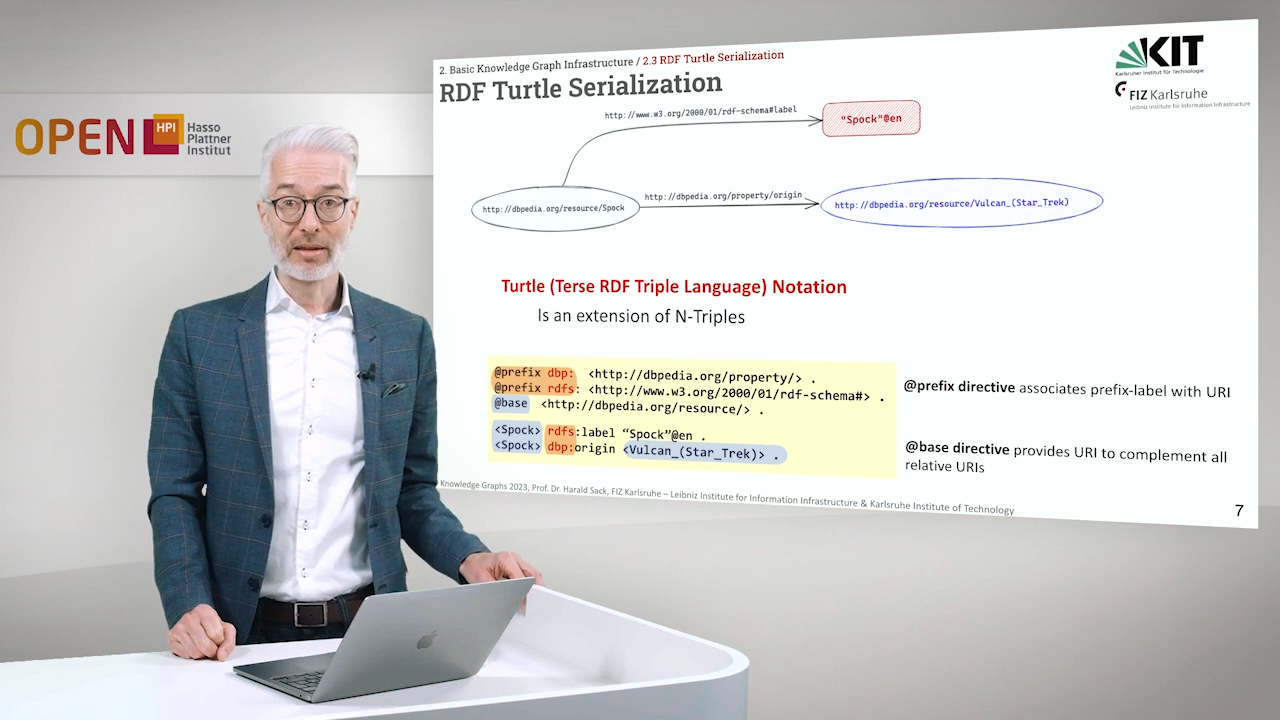 OPEN HPI Hasso
Plattner
Institut
2. Basic Knowledge Graph Infrastructure / 2.3 RDF Turtle Serialization
RDF Turtle Serialization
KIT
Karlsruher Institut für Technologie
FIZ Karlsruhe
Leibniz Institute for Information Infrastructure
http://www.w3.org/2000/01/rdf-schema#label
"Spock"@en
http://dbpedia.org/resource/Spock
http://dbpedia.org/property/origin
http://dbpedia.org/resource/Vulcan_(Star_Trek)
Turtle (Terse RDF Triple Language) Notation
Is an extension of N-Triples
@prefix dbp: <http://dbpedia.org/property/> .
@prefix rdfs: <http://www.w3.org/2000/01/rdf-schema#> .
@base <http://dbpedia.org/resource/> .
<Spock> rdfs:label “Spock”@en .
<Spock> dbp:origin <Vulcan_(Star_Trek)> .
@prefix directive associates prefix-label with URI
@base directive provides URI to complement all
relative URIs
Knowledge Graphs 2023, Prof. Dr. Harald Sack, FIZ Karlsruhe – Leibniz Institute for Information Infrastructure & Karlsruhe Institute of Technology
7